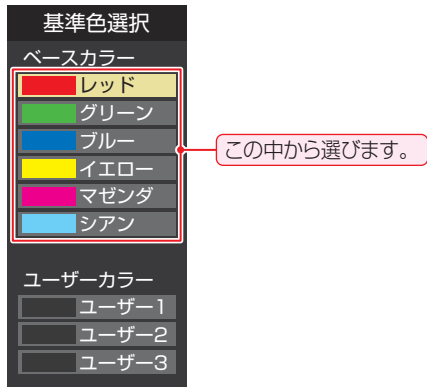 基準色選択
ベースカラー
レッド
グリーン
ブルー
イエロー
マゼンダ
シアン
この中から選びます。
ユーザーカラー
ユーザー1
ユーザー2
ユーザー3